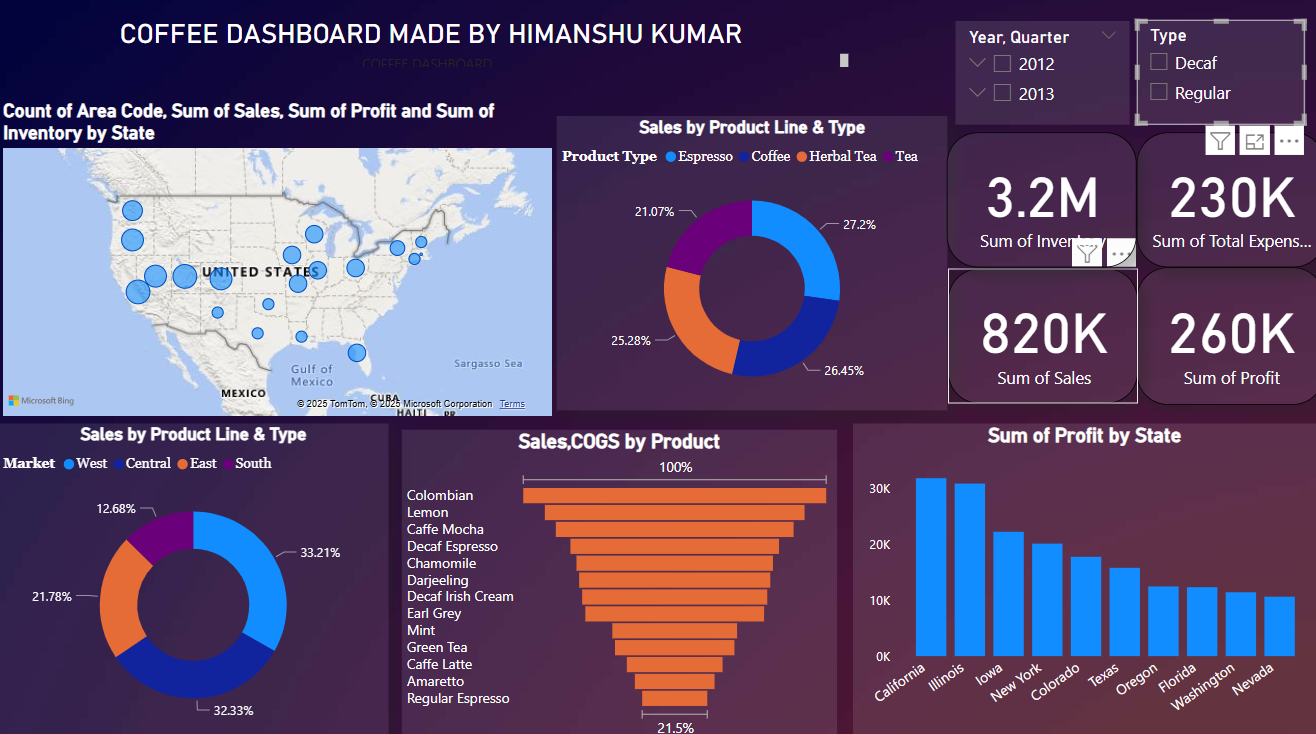 COFFEE DASHBOARD MADE BY HIMANSHU KUMAR
COFFEE DASHBOARD
Year, Quarter
2012
2013
Type
Decaf
Regular
Count of Area Code, Sum of Sales, Sum of Profit and Sum of
Inventory by State
UNITED STATES
Gulf of
Mexico
Sargasso Sea
MEXICO
CUBA
HAITI
PR
Microsoft Bing
© 2025 TomTom, © 2025 Microsoft Corporation Terms
Sales by Product Line & Type
Product Type Espresso Coffee Herbal Tea Tea
21.07%
27.2%
25.28%
26.45%
3.2M
Sum of Inventory
230K
Sum of Total Expens...
820K
Sum of Sales
260K
Sum of Profit
Sales by Product Line & Type
Market West Central East South
12.68%
33.21%
21.78%
32.33%
Sales,COGS by Product
100%
Colombian
Lemon
Caffe Mocha
Decaf Espresso
Chamomile
Darjeeling
Decaf Irish Cream
Earl Grey
Mint
Green Tea
Caffe Latte
Amaretto
Regular Espresso
21.5%
Sum of Profit by State
30K
20K
10K
0K
California
Illinois
Iowa
New York
Colorado
Texas
Oregon
Florida
Washington
Nevada